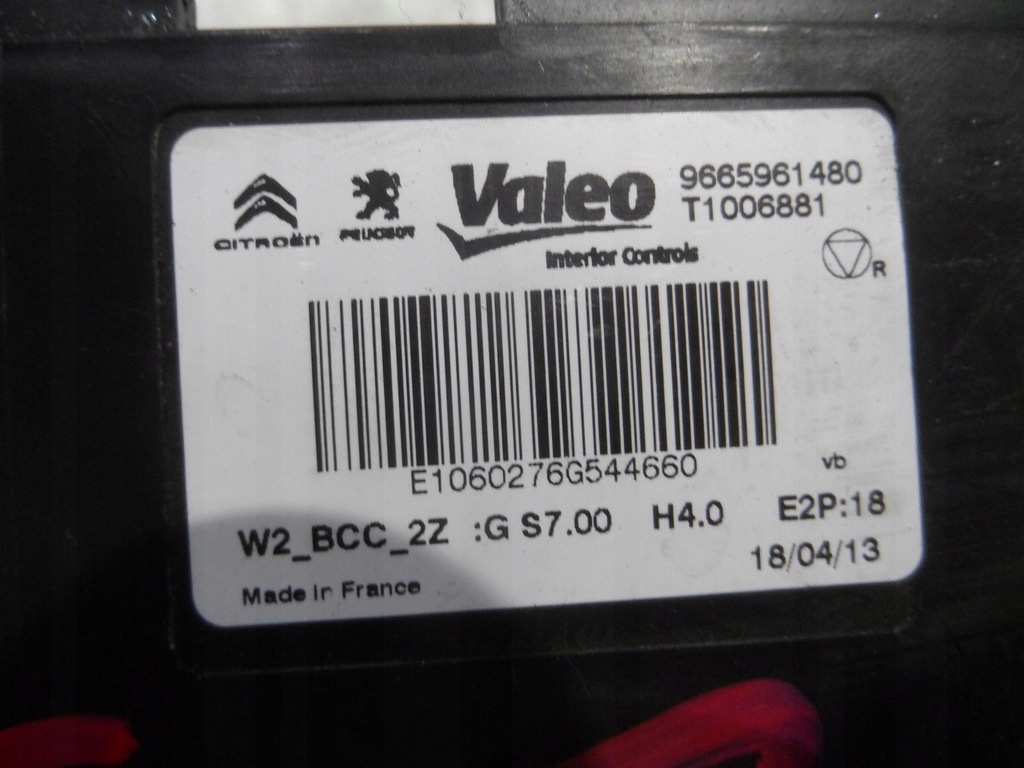 CITROËN PEUGEOT Valeo 9665961480
T1006881
Interior Controls
R
E1060276G544660
vb
W2_BCC_2Z :G S7.00 H4.0 E2P:18
18/04/13
Made in France